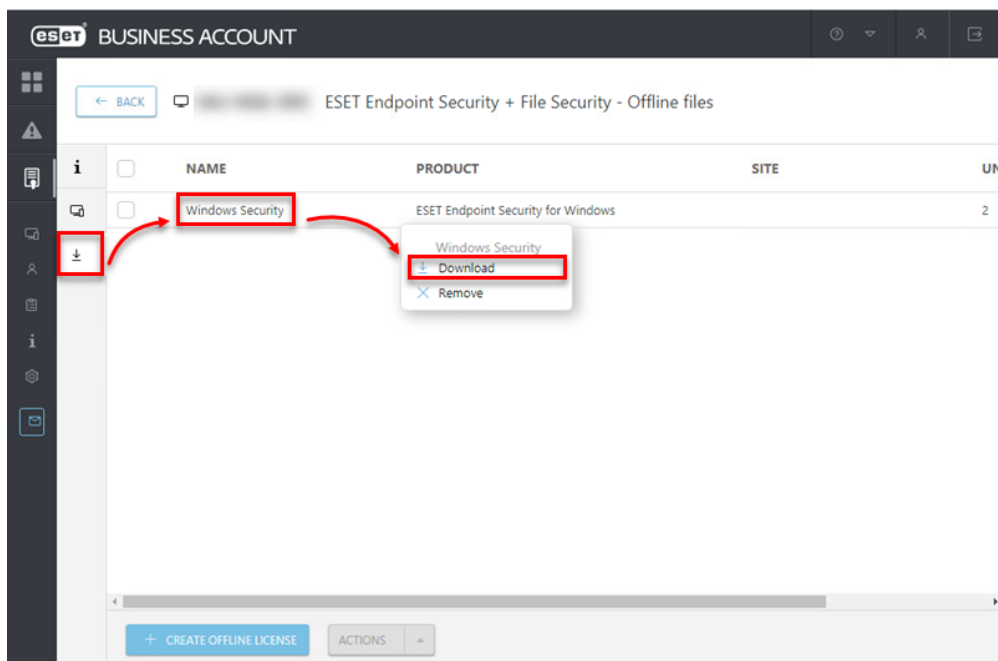 eset BUSINESS ACCOUNT
← BACK
ESET Endpoint Security + File Security - Offline files
NAME PRODUCT SITE UN
Windows Security ESET Endpoint Security for Windows 2
Windows Security
Download
Remove
+ CREATE OFFLINE LICENSE ACTIONS